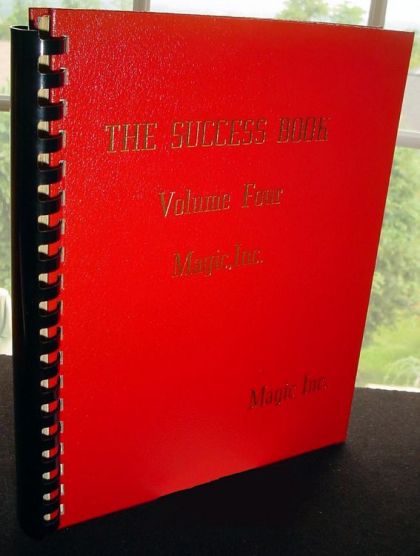 THE SUCCESS BOOK
Volume Four
Magic, Inc.
Magic Inc.